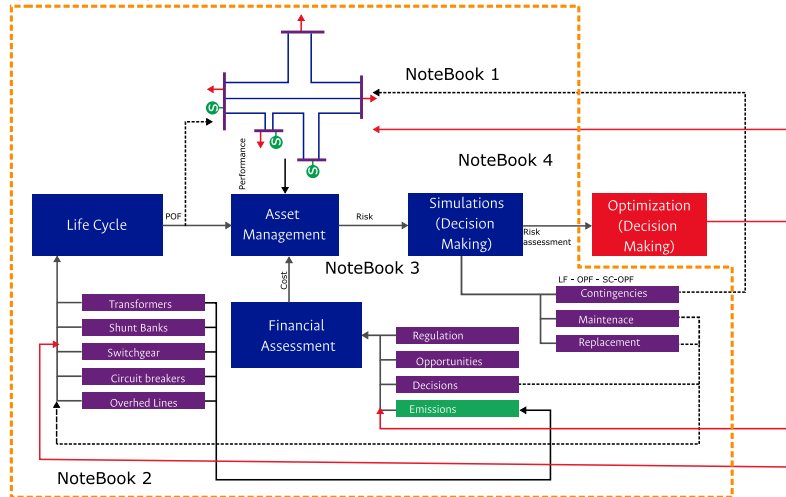 NoteBook 1
S
S
S
Performance
NoteBook 4
Life Cycle
POF
Asset
Management
Risk
Simulations
(Decision
Making)
Risk
assessment
Optimization
(Decision
Making)
NoteBook 3
Cost
LF - OPF - SC-OPF
Contingencies
Maintenace
Replacement
Transformers
Shunt Banks
Switchgear
Circuit breakers
Overhed Lines
Financial
Assessment
Regulation
Opportunities
Decisions
Emissions
NoteBook 2